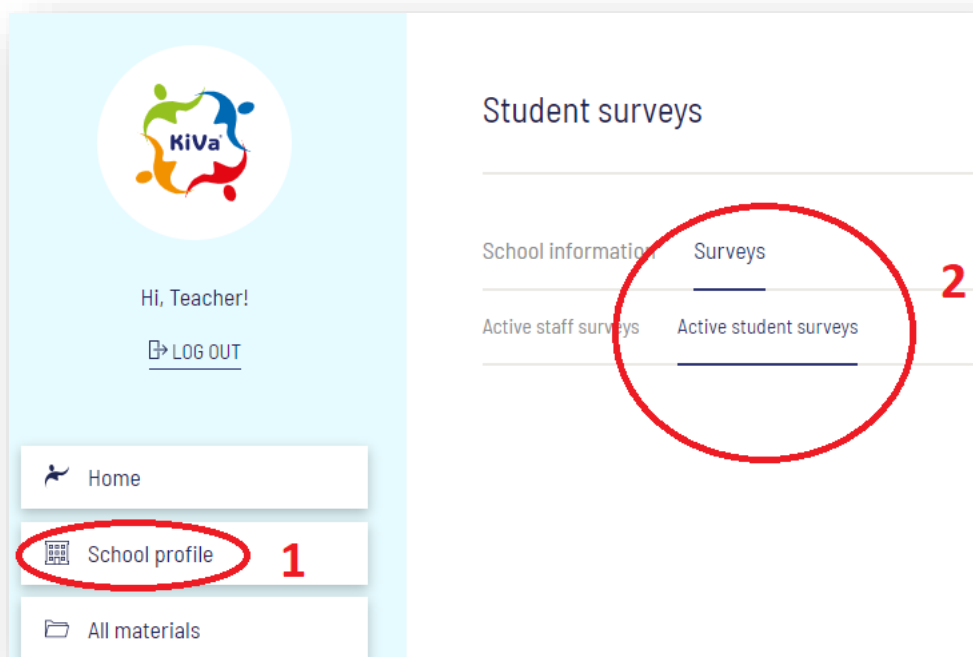 KiVa
Hi, Teacher!
LOG OUT
Home
School profile
1
All materials
Student surveys
School information
Surveys
2
Active staff surveys
Active student surveys